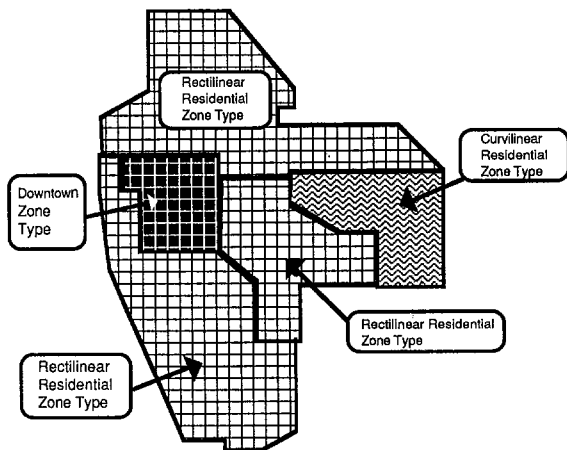 Rectilinear
Residential
Zone Type
Curvilinear
Residential
Zone Type
Downtown
Zone
Type
Rectilinear Residential
Zone Type
Rectilinear
Residential
Zone Type